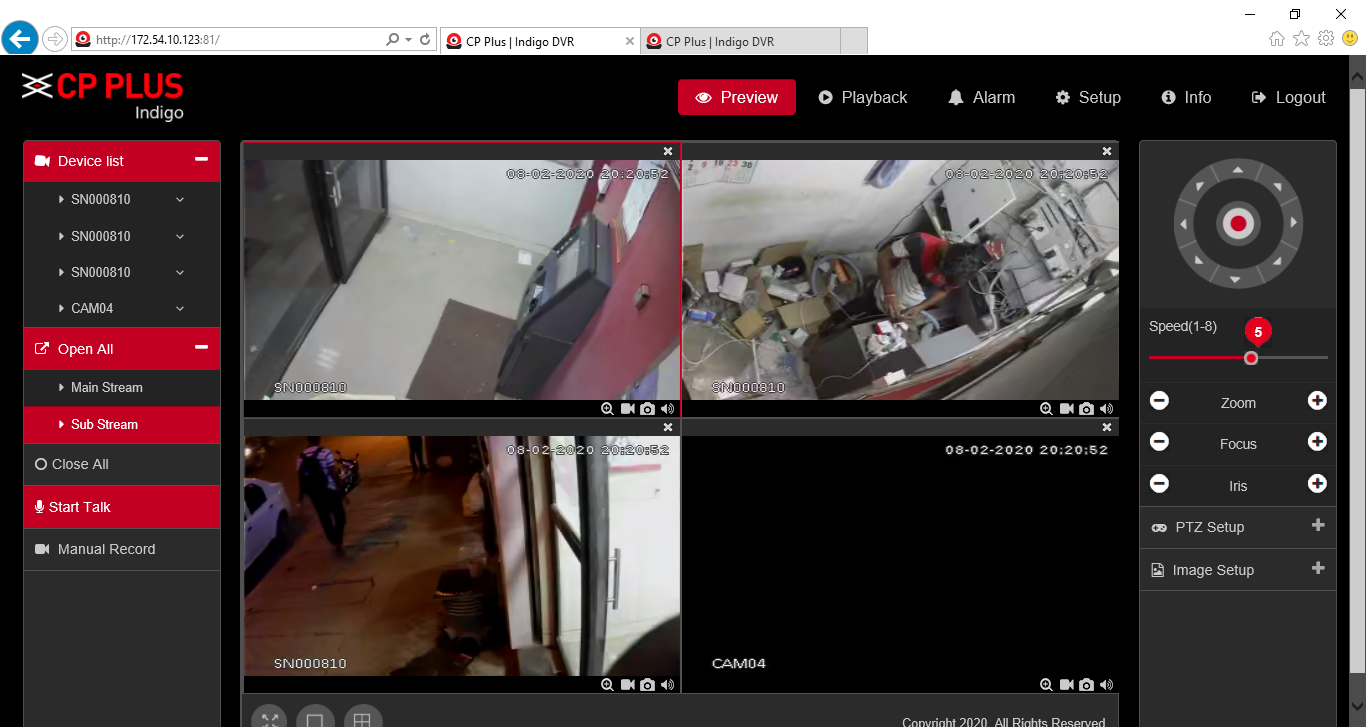 http://172.54.10.123:81/
CP Plus | Indigo DVR
CP Plus | Indigo DVR
CP PLUS
Indigo
Preview
Playback
Alarm
Setup
Info
Logout
Device list
SN000810
SN000810
SN000810
CAM04
Open All
Main Stream
Sub Stream
Close All
Start Talk
Manual Record
08-02-2020 20:20:52
SN000810
08-02-2020 20:20:52
SN000810
08-02-2020 20:20:52
SN000810
08-02-2020 20:20:52
CAM04
Speed(1-8)
5
Zoom
Focus
Iris
PTZ Setup
Image Setup
Copyright 2020, All Rights Reserved